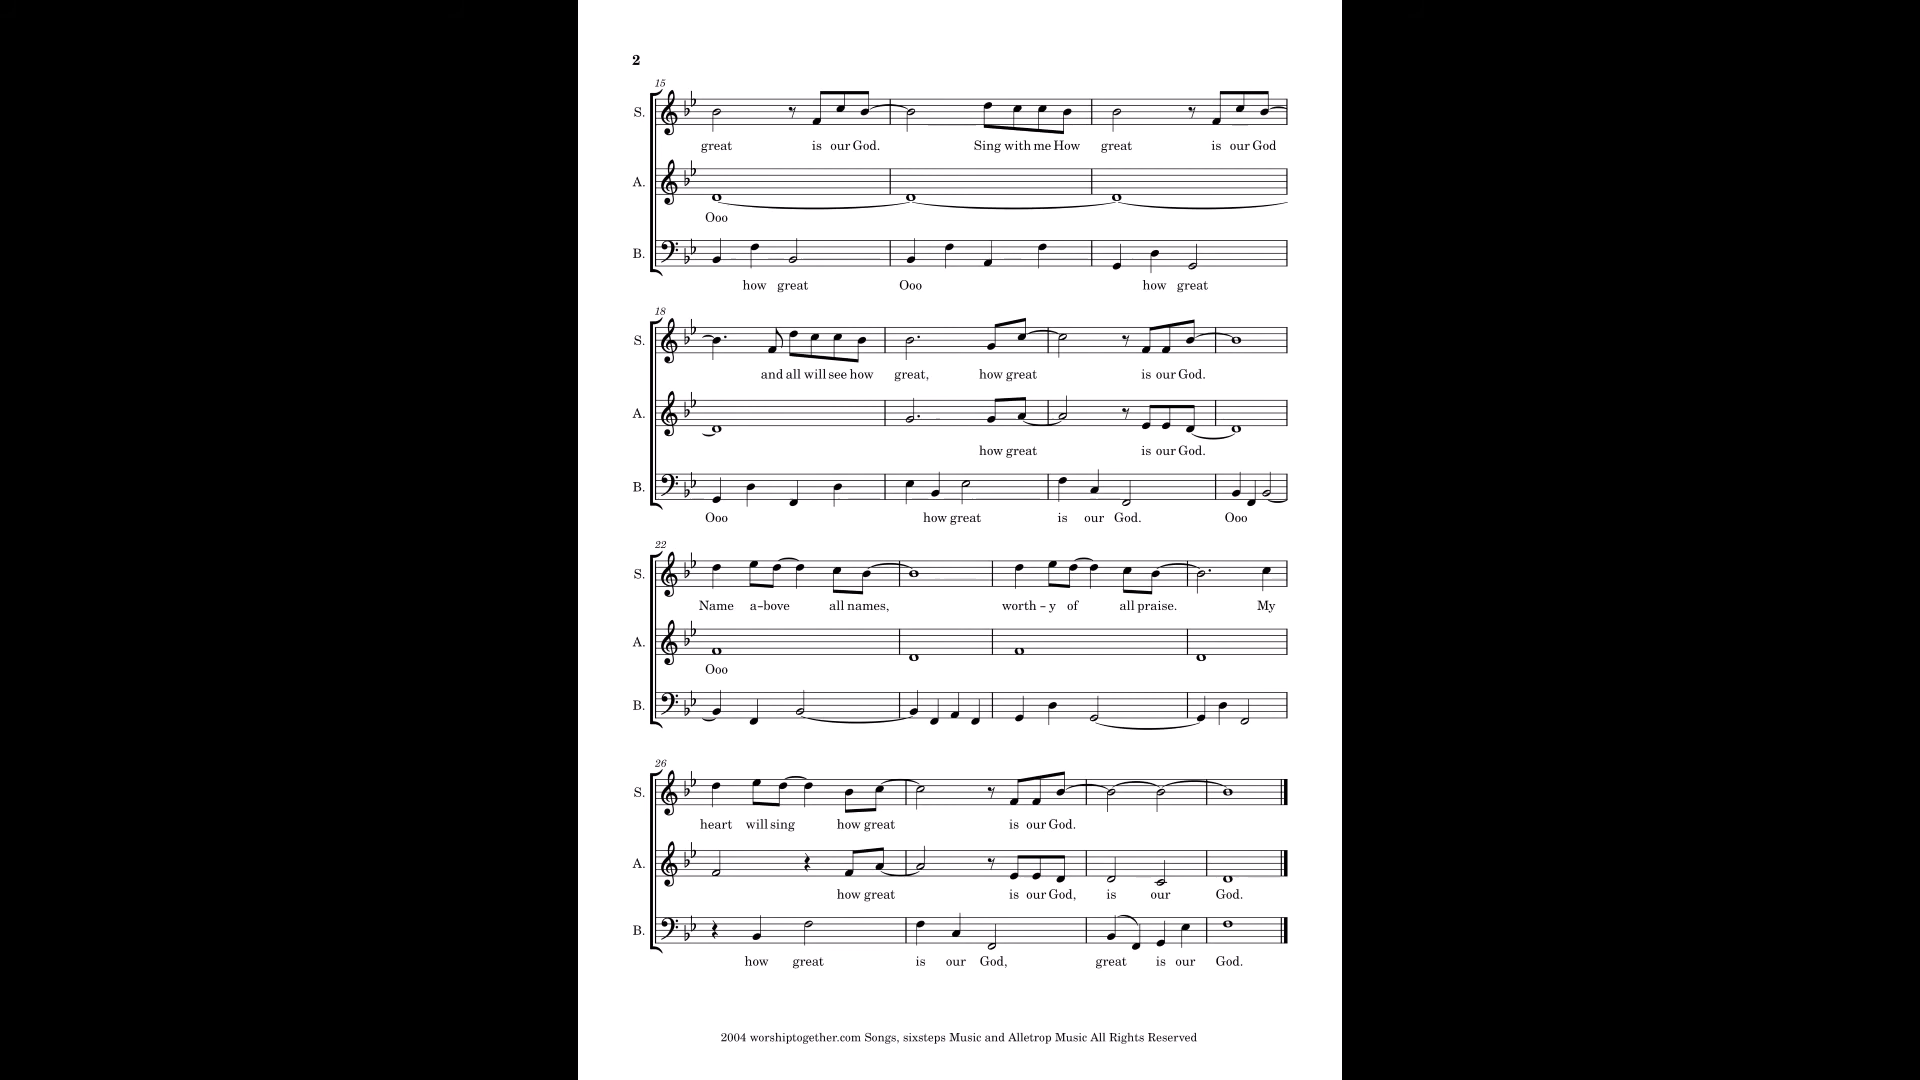 2
15
S.
great is our God. Sing with me How great is our God
A.
Ooo
B.
how great Ooo how great
18
S.
and all will see how great, how great is our God.
A.
how great is our God.
B.
Ooo how great is our God. Ooo
22
S.
Name a-bove all names, worth - y of all praise. My
A.
Ooo
B.
26
S.
heart will sing how great is our God.
A.
how great is our God, is our God.
B.
how great is our God, great is our God.
2004 worshiptogether.com Songs, sixsteps Music and Alletrop Music All Rights Reserved